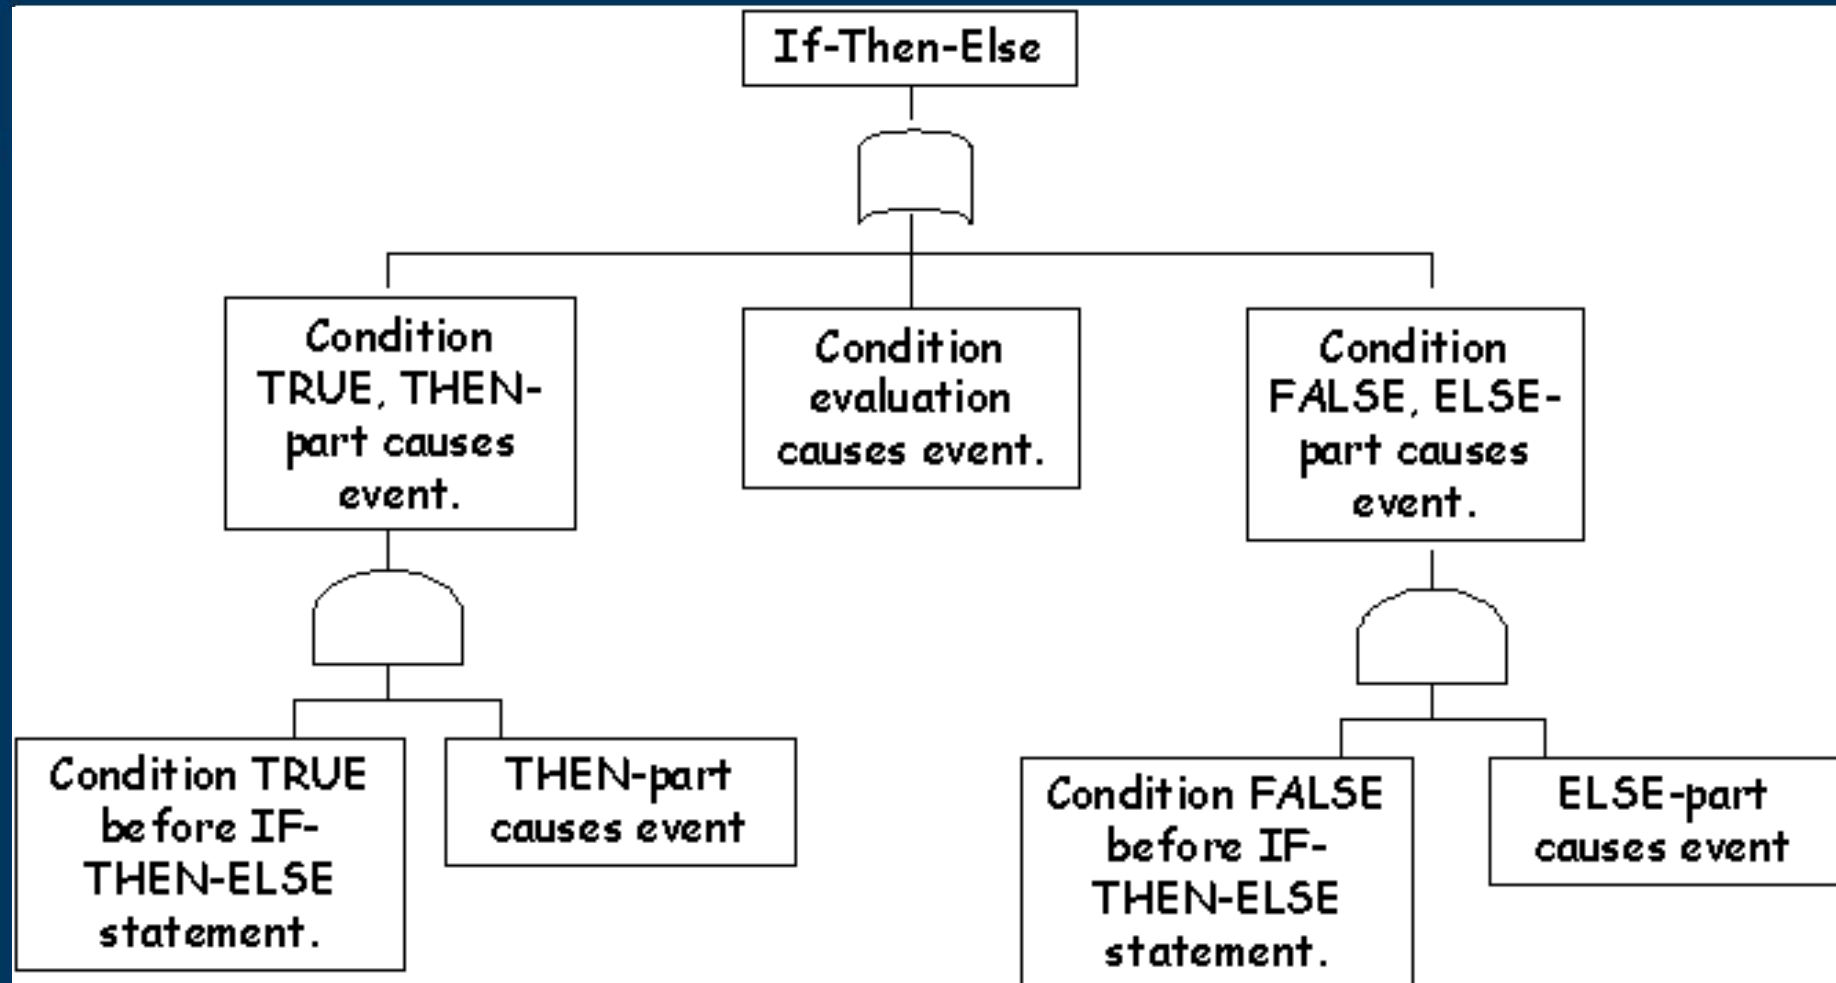 If-Then-Else
Condition
TRUE, THEN-
part causes
event.
Condition
evaluation
causes event.
Condition
FALSE, ELSE-
part causes
event.
Condition TRUE
before IF-
THEN-ELSE
statement.
THEN-part
causes event
Condition FALSE
before IF-
THEN-ELSE
statement.
ELSE-part
causes event